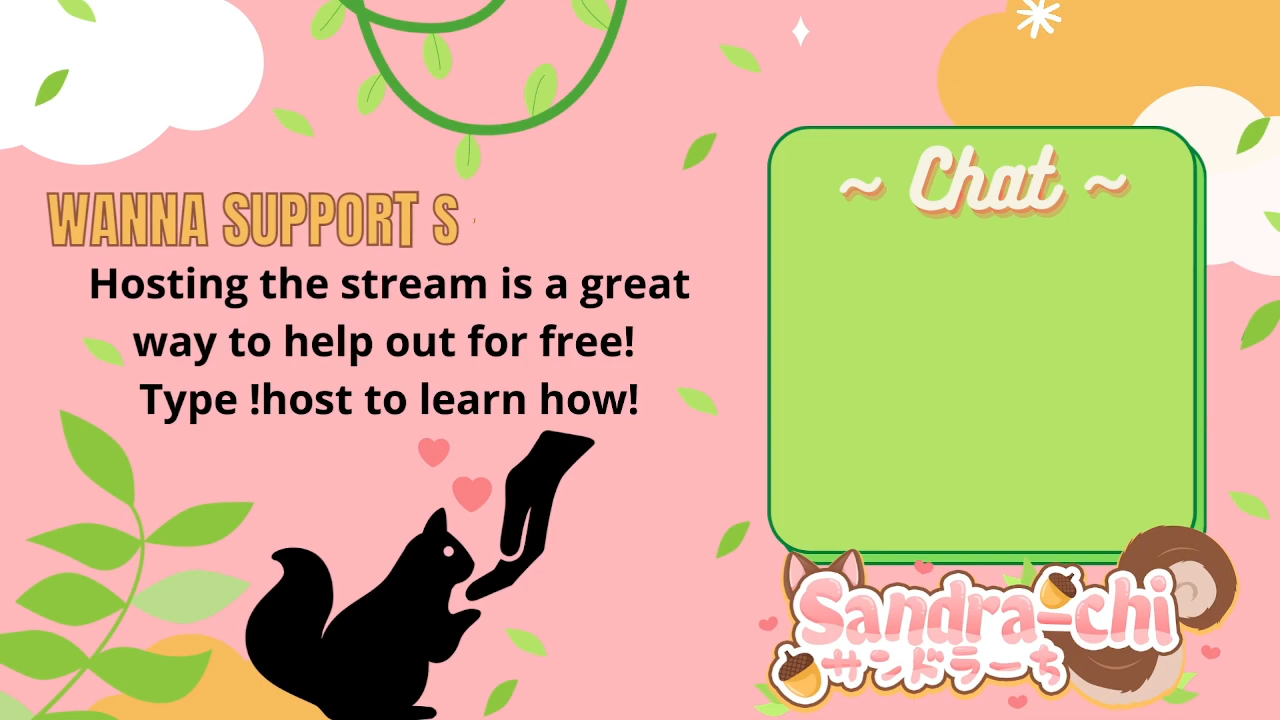 WANNA SUPPORT S
Hosting the stream is a great
way to help out for free!
Type !host to learn how!
~ Chat ~
Sandra-chi
サンドラーち